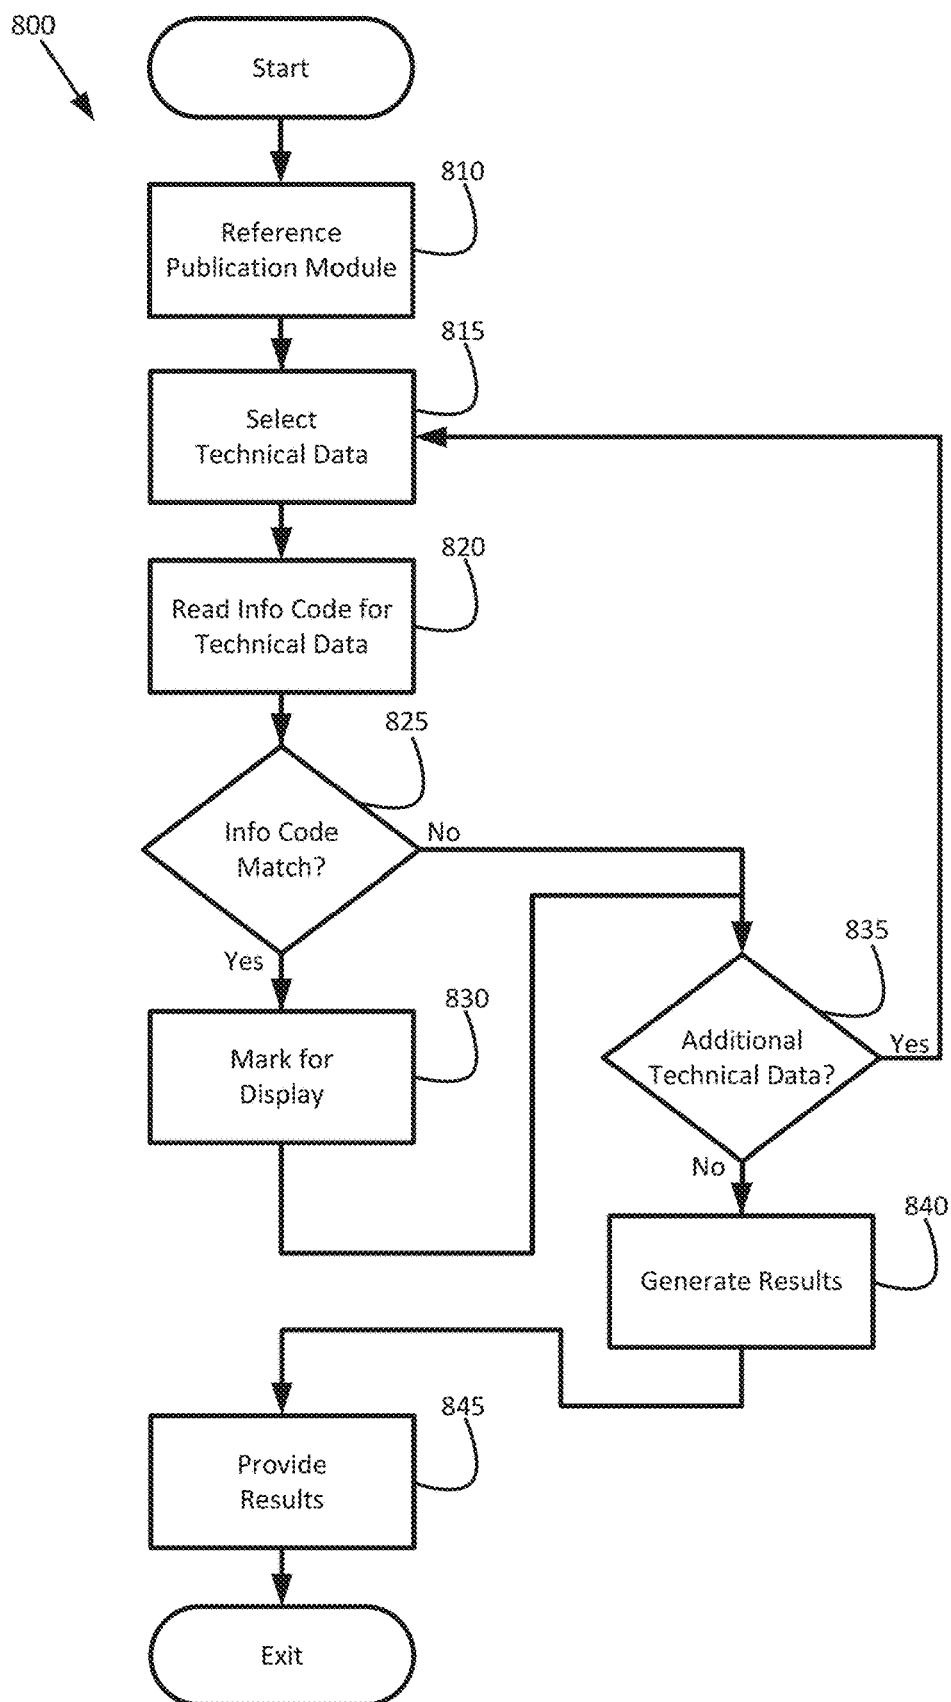 800
Start
810
Reference
Publication Module
815
Select
Technical Data
820
Read Info Code for
Technical Data
825
Info Code
Match?
No
Yes
835
830
Mark for
Display
Additional
Technical Data?
Yes
No
840
Generate Results
845
Provide
Results
Exit